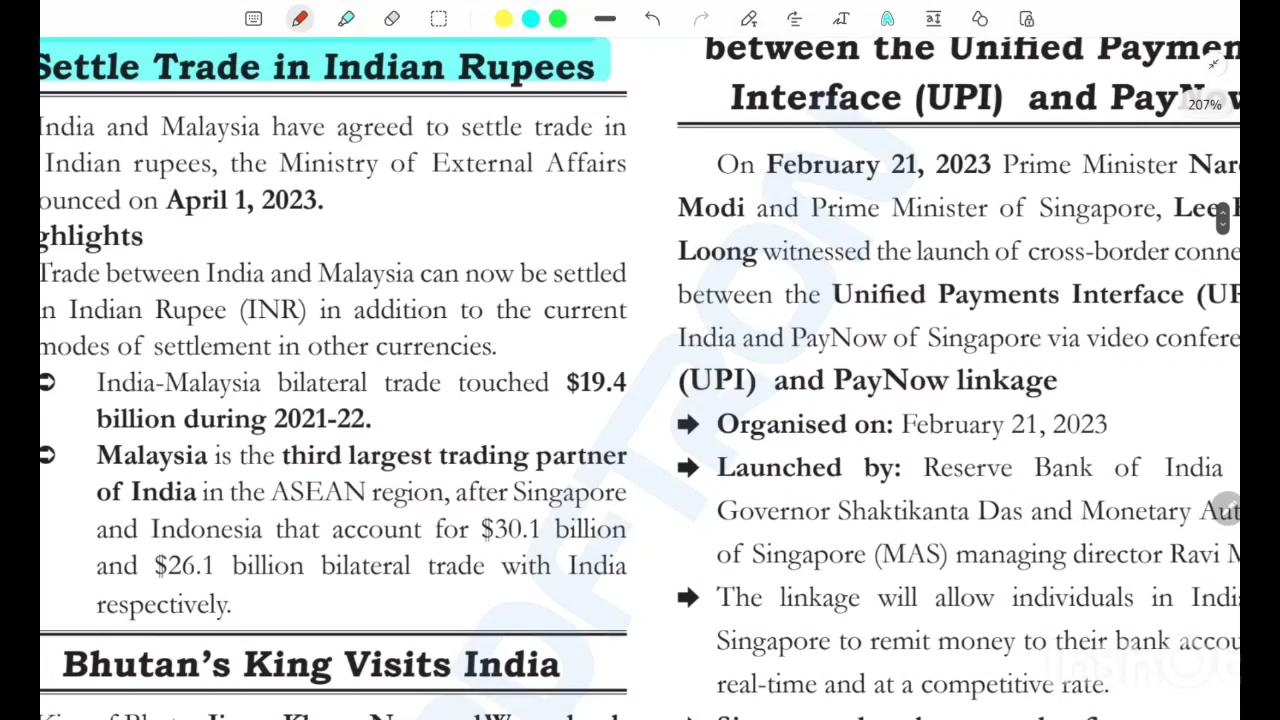 Settle Trade in Indian Rupees
India and Malaysia have agreed to settle trade in
Indian rupees, the Ministry of External Affairs
ounced on April 1, 2023.
ghlights
Trade between India and Malaysia can now be settled
n Indian Rupee (INR) in addition to the current
modes of settlement in other currencies.
➲ India-Malaysia bilateral trade touched $19.4
billion during 2021-22.
➲ Malaysia is the third largest trading partner
of India in the ASEAN region, after Singapore
and Indonesia that account for $30.1 billion
and $26.1 billion bilateral trade with India
respectively.
Bhutan's King Visits India
between the Unified Paymen
Interface (UPI) and PayNow
207%
On February 21, 2023 Prime Minister Nar
Modi and Prime Minister of Singapore, Lee
Loong witnessed the launch of cross-border conne
between the Unified Payments Interface (UP
India and PayNow of Singapore via video confere
(UPI) and PayNow linkage
➡ Organised on: February 21, 2023
➡ Launched by: Reserve Bank of India
Governor Shaktikanta Das and Monetary Aut
of Singapore (MAS) managing director Ravi M
➡ The linkage will allow individuals in Indi
Singapore to remit money to their bank accou
real-time and at a competitive rate.
InShOt